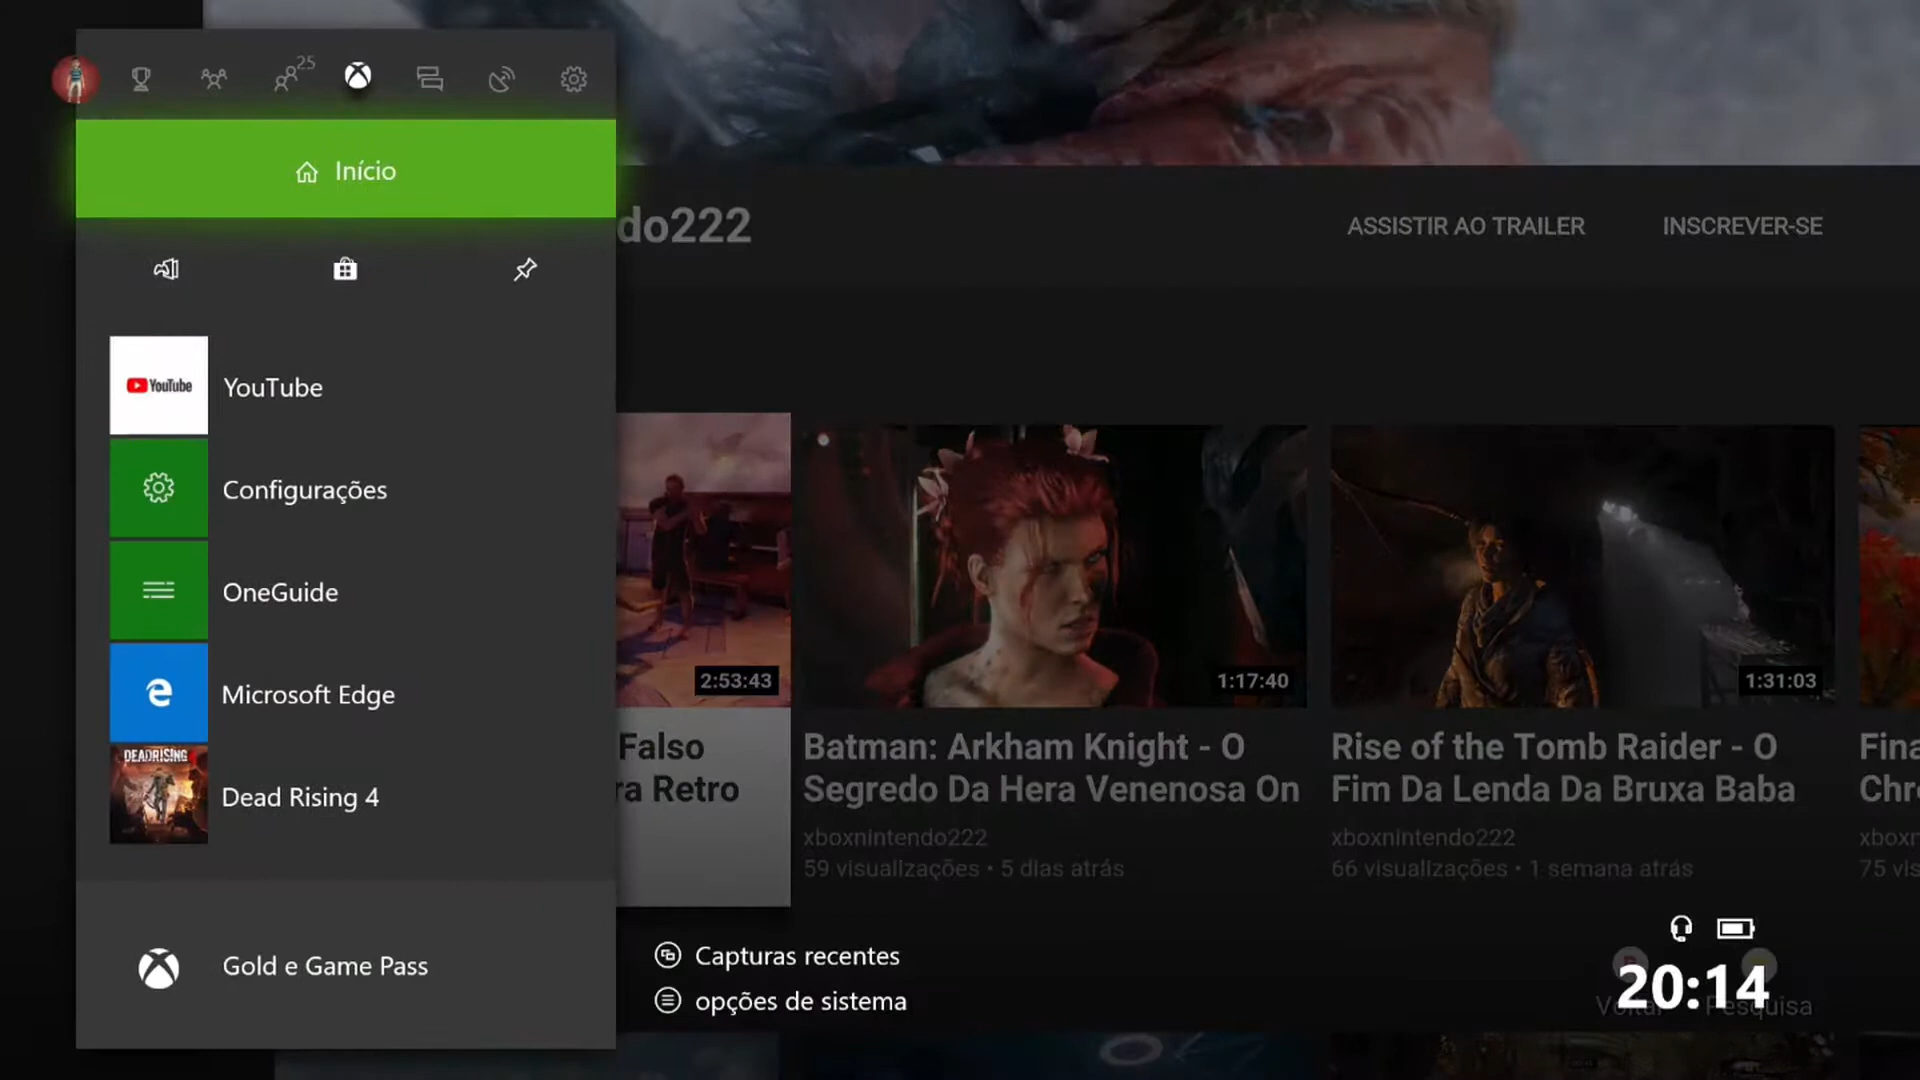 25
Início
do222
ASSISTIR AO TRAILER
INSCREVER-SE
YouTube
YouTube
Configurações
OneGuide
Microsoft Edge
DEADRISING
Dead Rising 4
Gold e Game Pass
2:53:43
Falso
ra Retro
1:17:40
Batman: Arkham Knight - O
Segredo Da Hera Venenosa On
xboxnintendo222
59 visualizações • 5 dias atrás
1:31:03
Rise of the Tomb Raider - O
Fim Da Lenda Da Bruxa Baba
xboxnintendo222
66 visualizações • 1 semana atrás
Fina
Chr
xboxn
75 vis
Capturas recentes
opções de sistema
20:14
Voltar
Pesquisa